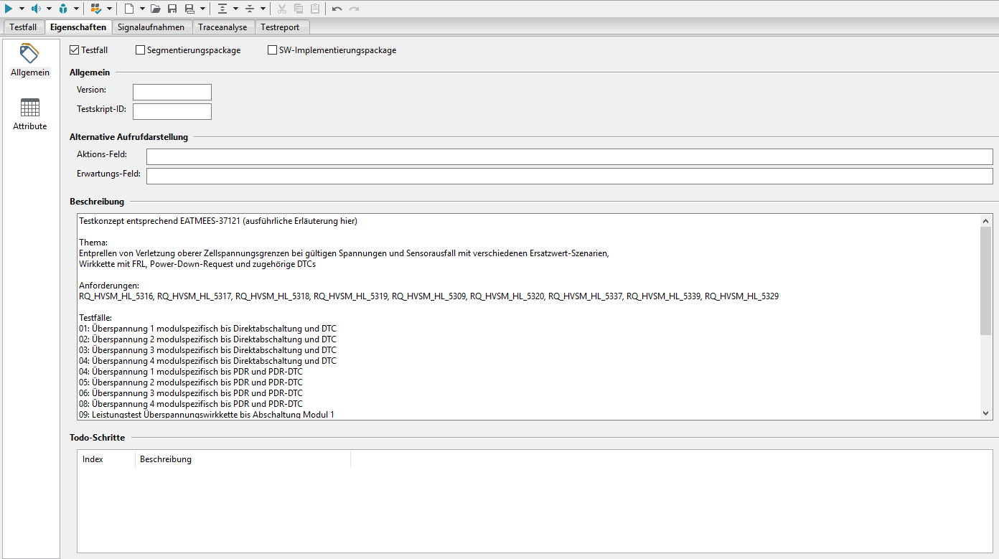 Testfall
Eigenschaften
Signalaufnahmen
Traceanalyse
Testreport
Allgemein
Attribute
Testfall
Segmentierungspackage
SW-Implementierungspackage
Allgemein
Version:
Testskript-ID:
Alternative Aufrufdarstellung
Aktions-Feld:
Erwartungs-Feld:
Beschreibung
Testkonzept entsprechend EATMEES-37121 (ausführliche Erläuterung hier)
Thema:
Entprellen von Verletzung oberer Zellspannungsgrenzen bei gültigen Spannungen und Sensorausfall mit verschiedenen Ersatzwert-Szenarien,
Wirkkette mit FRL, Power-Down-Request und zugehörige DTCs
Anforderungen:
RQ_HVSM_HL_5316, RQ_HVSM_HL_5317, RQ_HVSM_HL_5318, RQ_HVSM_HL_5319, RQ_HVSM_HL_5309, RQ_HVSM_HL_5320, RQ_HVSM_HL_5337, RQ_HVSM_HL_5339, RQ_HVSM_HL_5329
Testfälle:
01: Überspannung 1 modulspezifisch bis Direktabschaltung und DTC
02: Überspannung 2 modulspezifisch bis Direktabschaltung und DTC
03: Überspannung 3 modulspezifisch bis Direktabschaltung und DTC
04: Überspannung 4 modulspezifisch bis Direktabschaltung und DTC
04: Überspannung 1 modulspezifisch bis PDR und PDR-DTC
05: Überspannung 2 modulspezifisch bis PDR und PDR-DTC
06: Überspannung 3 modulspezifisch bis PDR und PDR-DTC
08: Überspannung 4 modulspezifisch bis PDR und PDR-DTC
09: Leistungstest Überspannungswirkkette bis Abschaltung Modul 1
Todo-Schritte
Index
Beschreibung